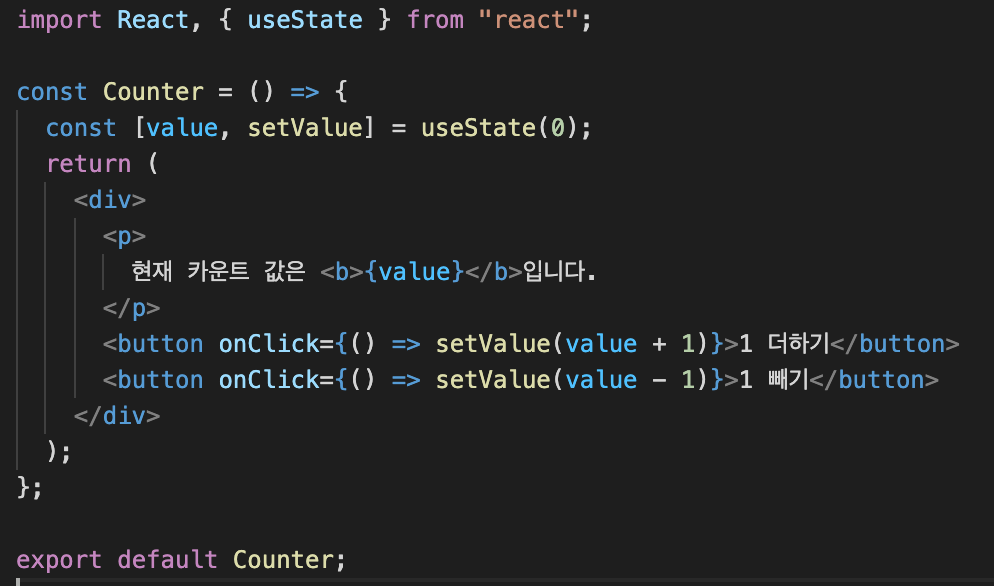 import React, { useState } from "react";

const Counter = () => {
  const [value, setValue] = useState(0);
  return (
    <div>
      <p>
        현재 카운트 값은 <b>{value}</b>입니다.
      </p>
      <button onClick={() => setValue(value + 1)}>1 더하기</button>
      <button onClick={() => setValue(value - 1)}>1 빼기</button>
    </div>
  );
};

export default Counter;